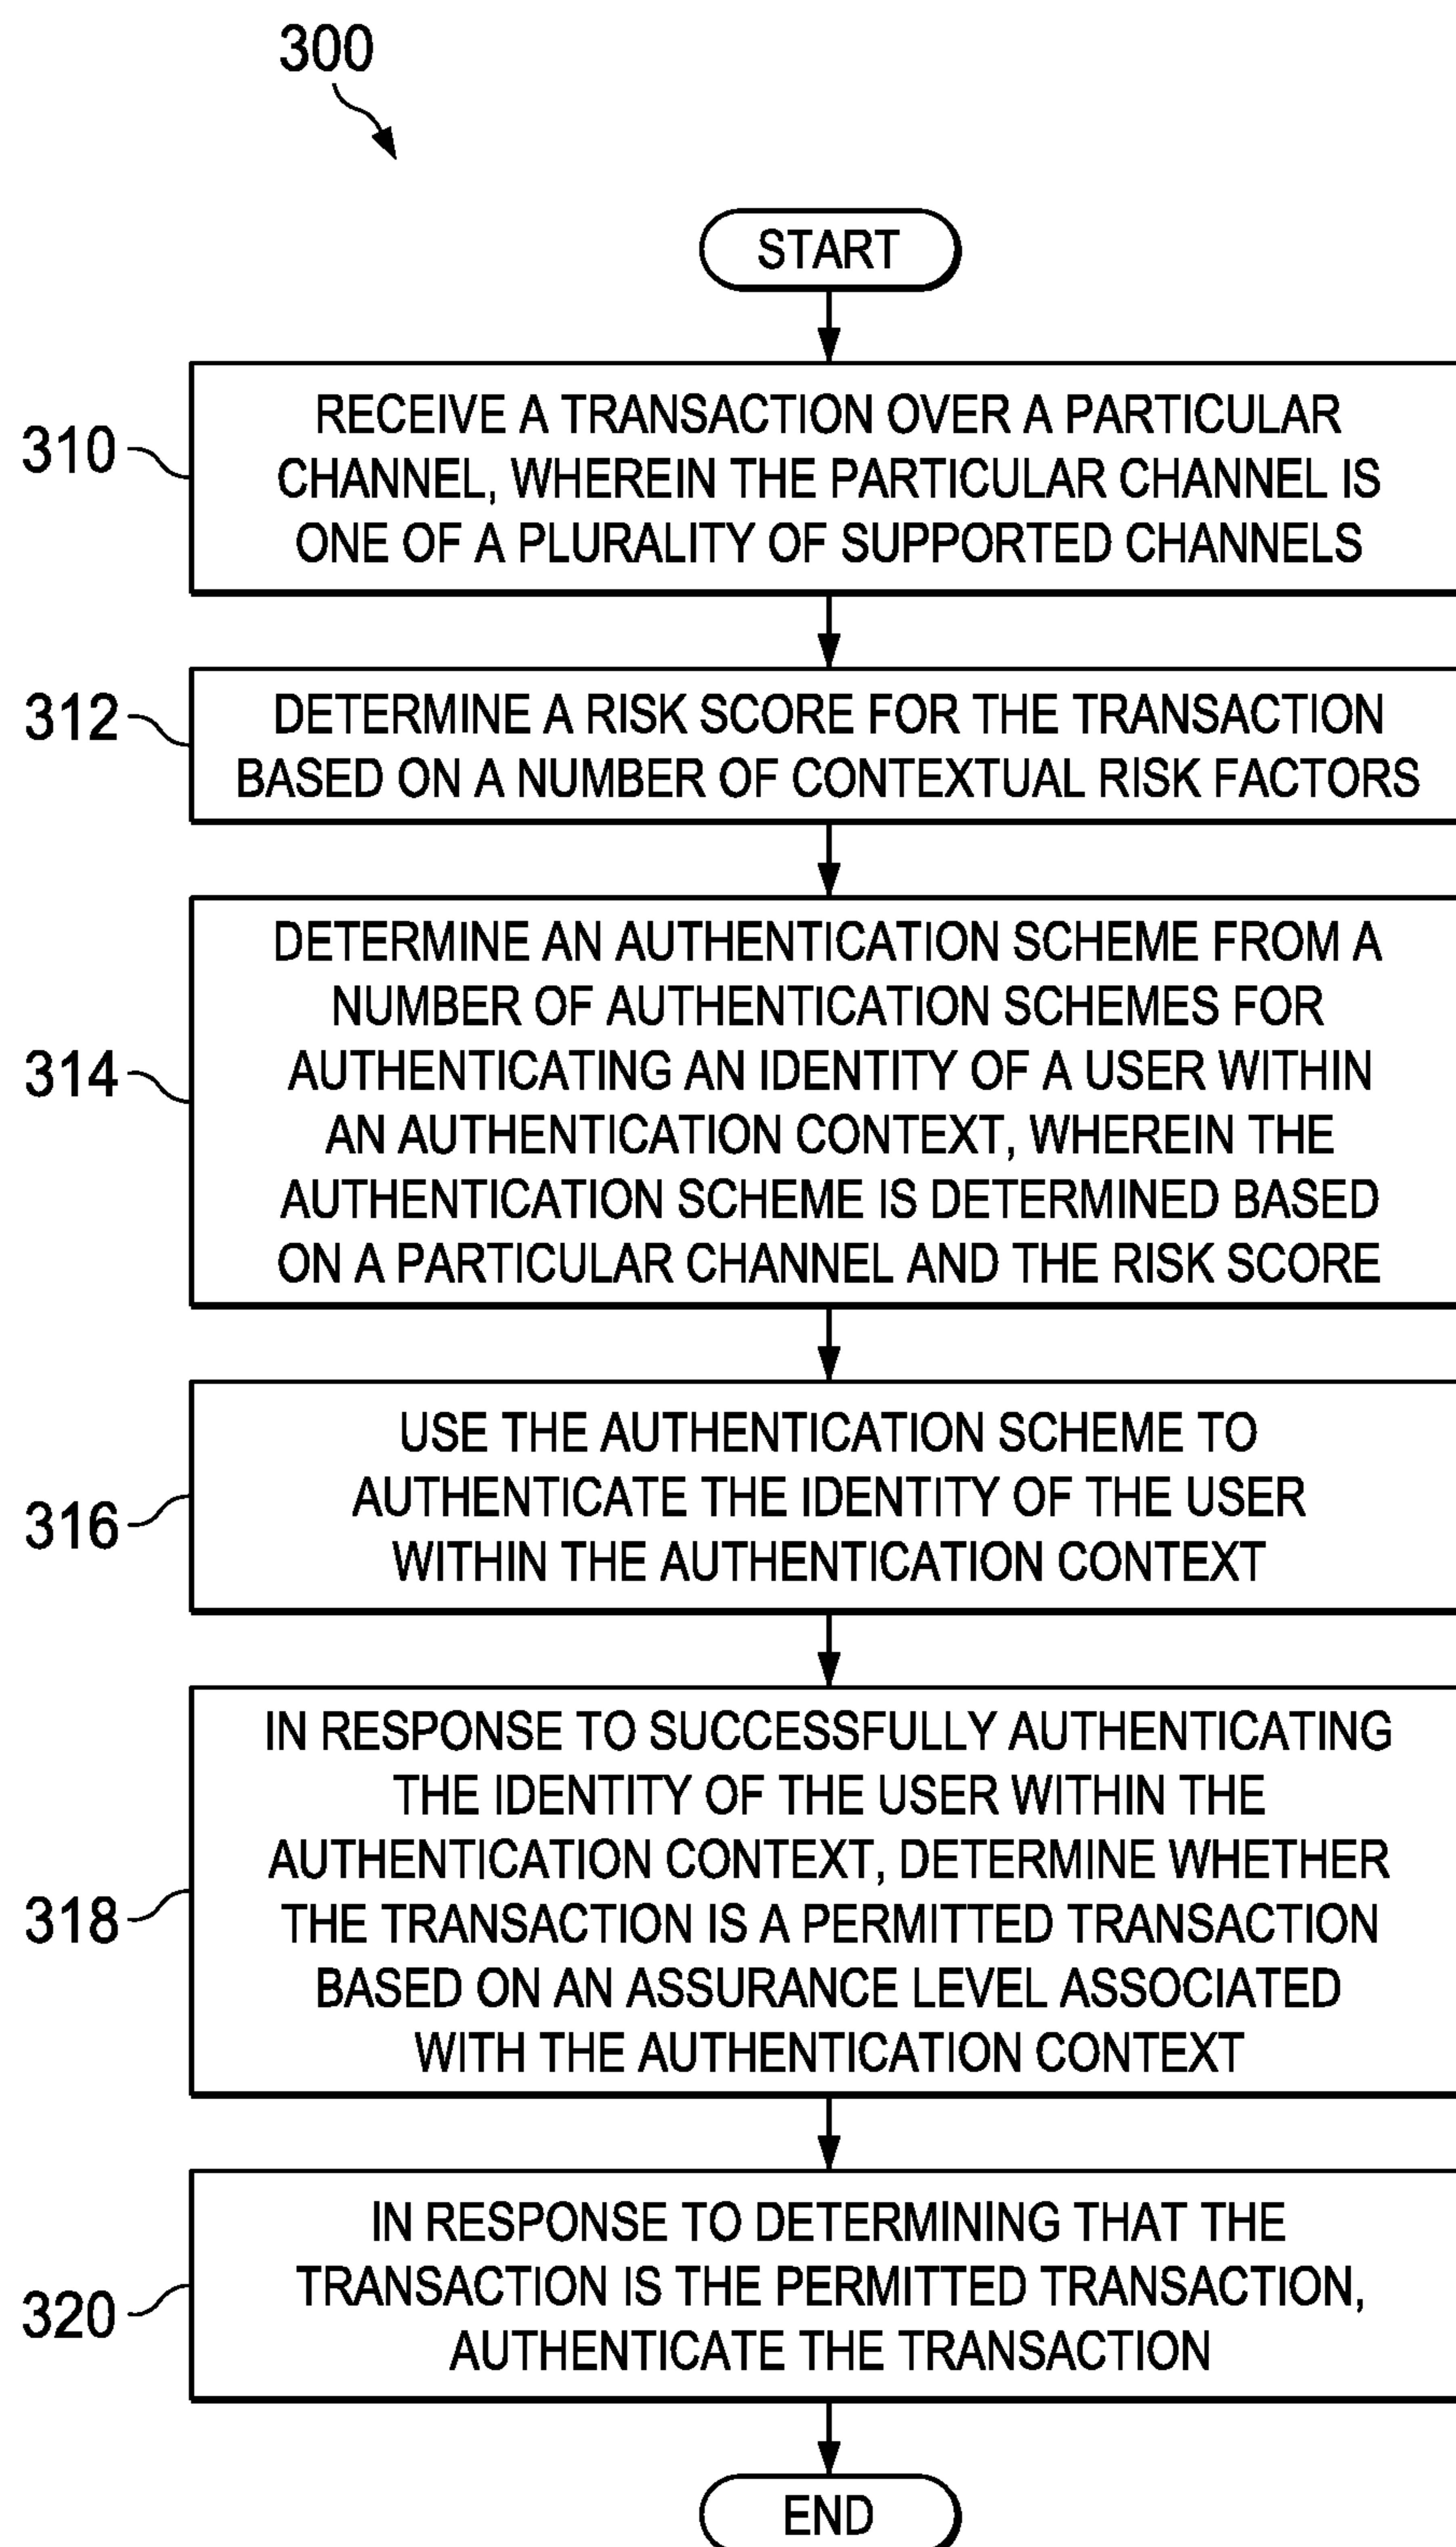 300
START
310
RECEIVE A TRANSACTION OVER A PARTICULAR
CHANNEL, WHEREIN THE PARTICULAR CHANNEL IS
ONE OF A PLURALITY OF SUPPORTED CHANNELS
312
DETERMINE A RISK SCORE FOR THE TRANSACTION
BASED ON A NUMBER OF CONTEXTUAL RISK FACTORS
314
DETERMINE AN AUTHENTICATION SCHEME FROM A
NUMBER OF AUTHENTICATION SCHEMES FOR
AUTHENTICATING AN IDENTITY OF A USER WITHIN
AN AUTHENTICATION CONTEXT, WHEREIN THE
AUTHENTICATION SCHEME IS DETERMINED BASED
ON A PARTICULAR CHANNEL AND THE RISK SCORE
316
USE THE AUTHENTICATION SCHEME TO
AUTHENTICATE THE IDENTITY OF THE USER
WITHIN THE AUTHENTICATION CONTEXT
318
IN RESPONSE TO SUCCESSFULLY AUTHENTICATING
THE IDENTITY OF THE USER WITHIN THE
AUTHENTICATION CONTEXT, DETERMINE WHETHER
THE TRANSACTION IS A PERMITTED TRANSACTION
BASED ON AN ASSURANCE LEVEL ASSOCIATED
WITH THE AUTHENTICATION CONTEXT
320
IN RESPONSE TO DETERMINING THAT THE
TRANSACTION IS THE PERMITTED TRANSACTION,
AUTHENTICATE THE TRANSACTION
END